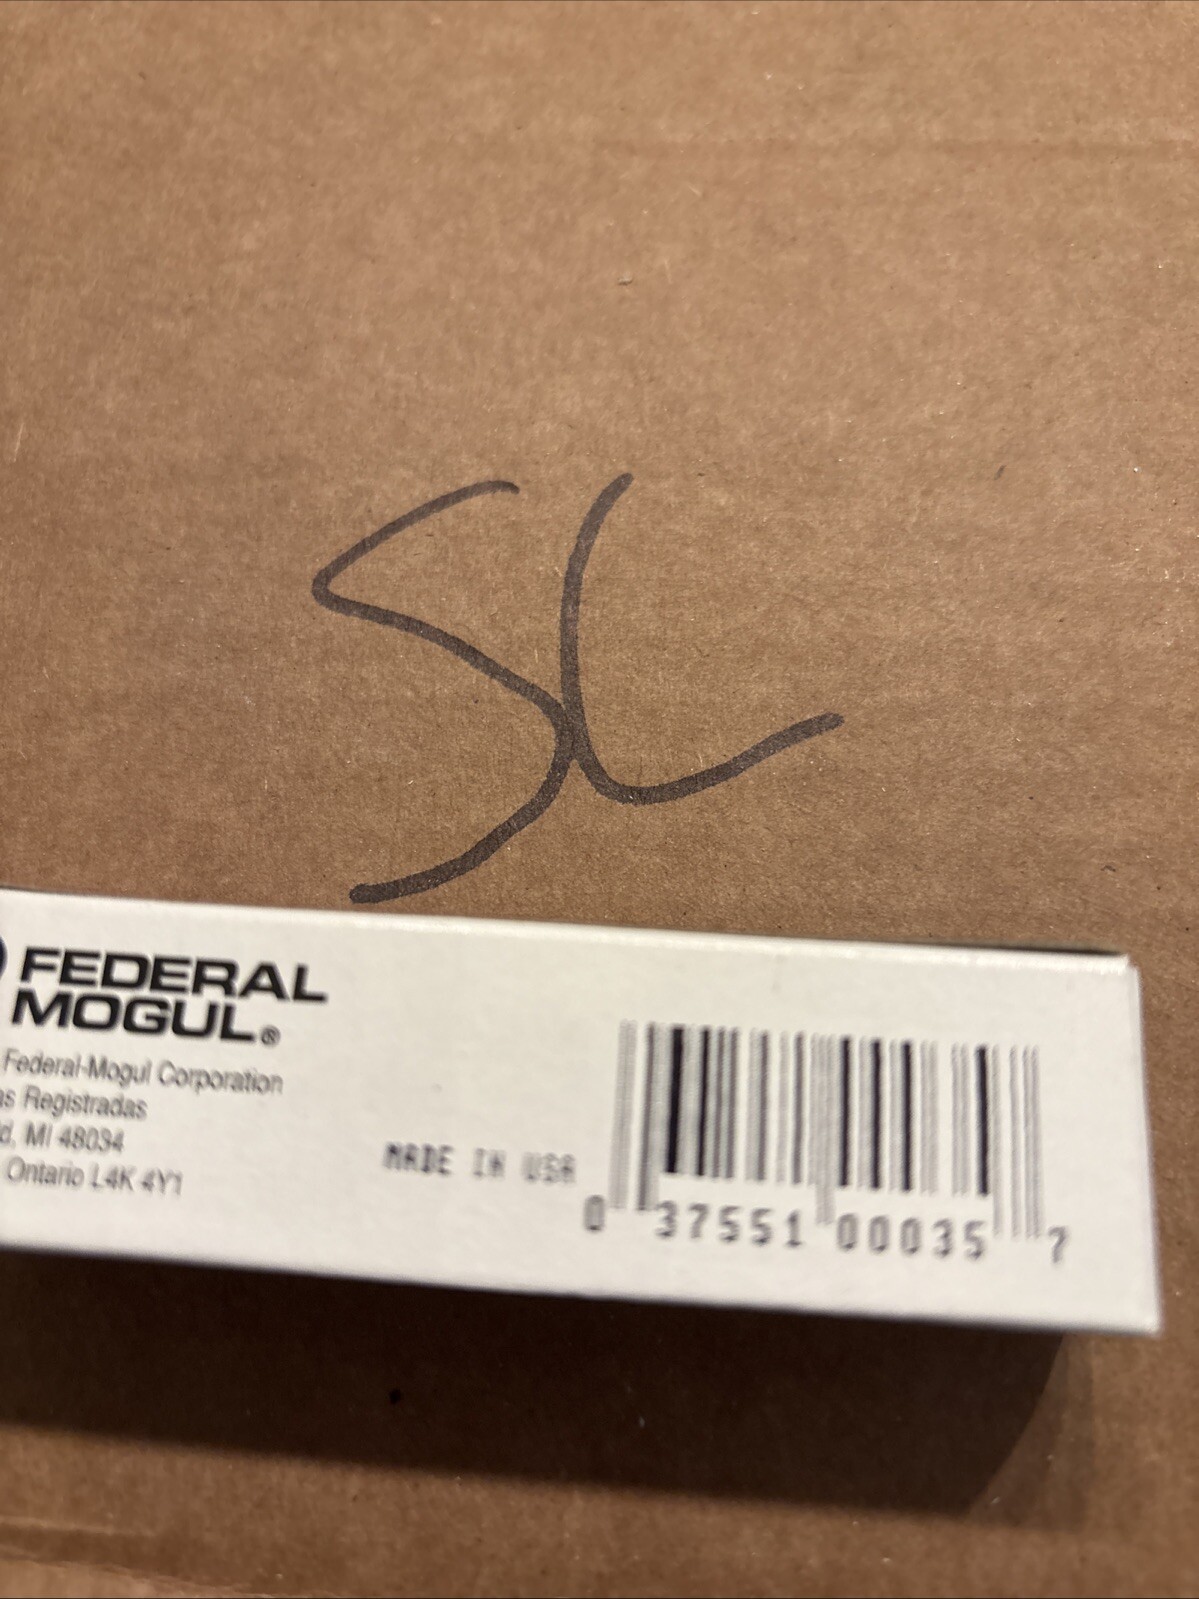 SL
FEDERAL
MOGUL®
Federal-Mogul Corporation
as Registradas
d, MI 48034
Ontario L4K 4Y1
MADE IN USA
0 37551 00035 7